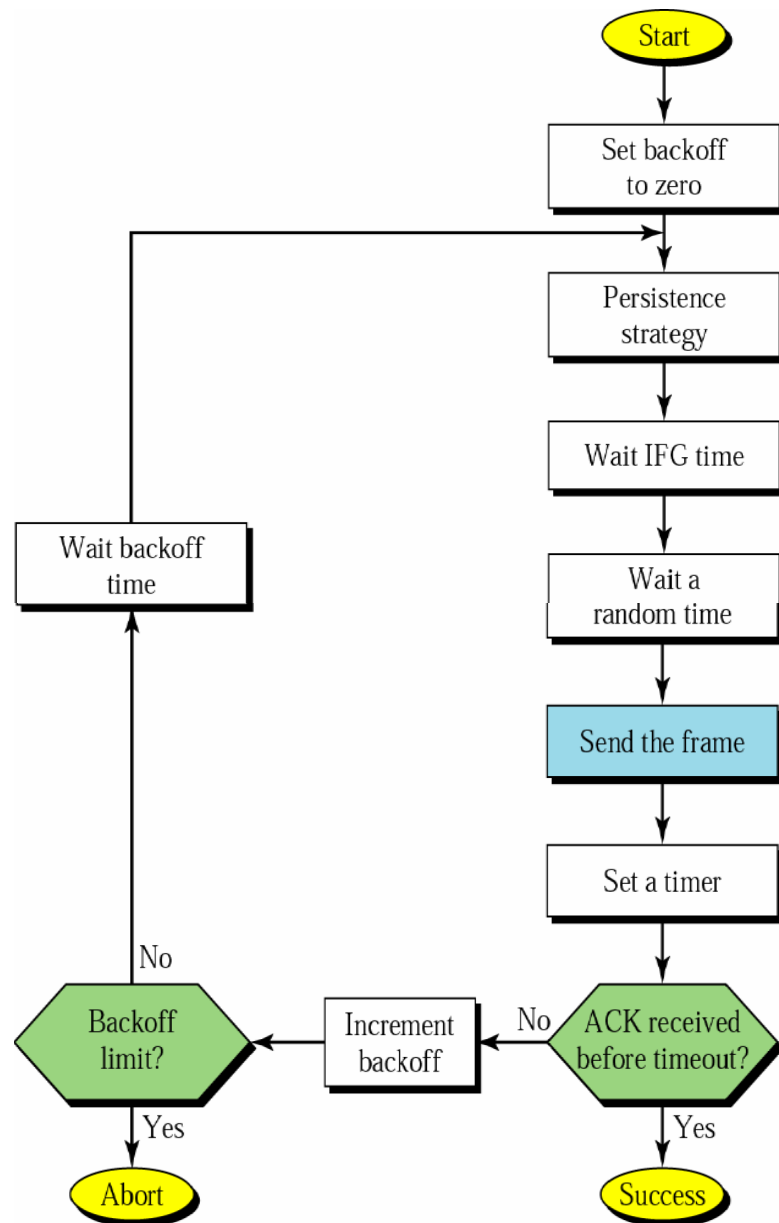 Start
Set backoff
to zero
Persistence
strategy
Wait IFG time
Wait backoff
time
Wait a
random time
Send the frame
Set a timer
No
Backoff
limit?
Increment
backoff
No
ACK received
before timeout?
Yes
Yes
Abort
Success